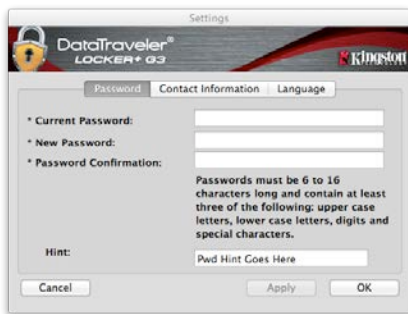 Settings
DataTraveler®
LOCKER+ G3
Kingston
Password
Contact Information
Language
* Current Password:
* New Password:
* Password Confirmation:
Passwords must be 6 to 16
characters long and contain at least
three of the following: upper case
letters, lower case letters, digits and
special characters.
Hint:
Pwd Hint Goes Here
Cancel
Apply
OK